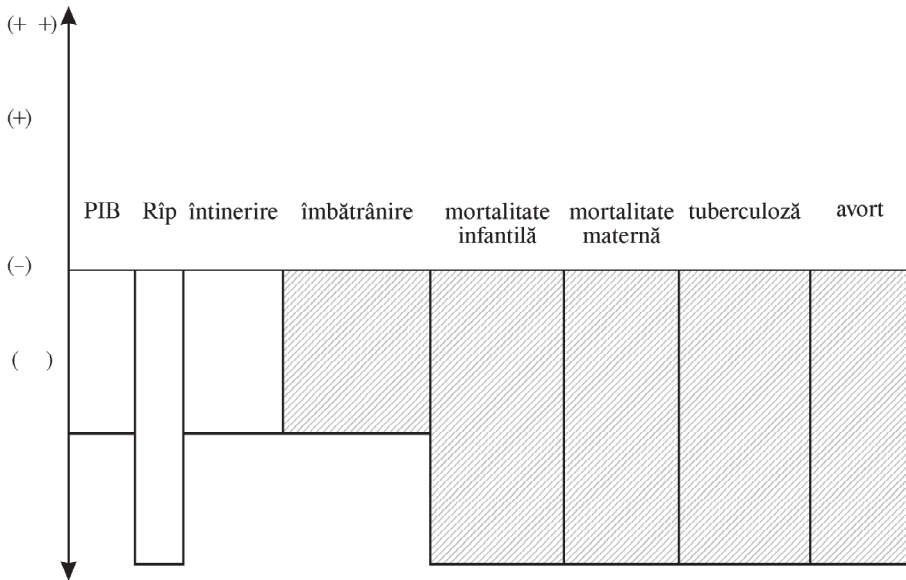 (+ +)
(+)
PIB Rîp întinerire îmbătrânire mortalitate infantilă mortalitate maternă tuberculoză avort
(–)
( )